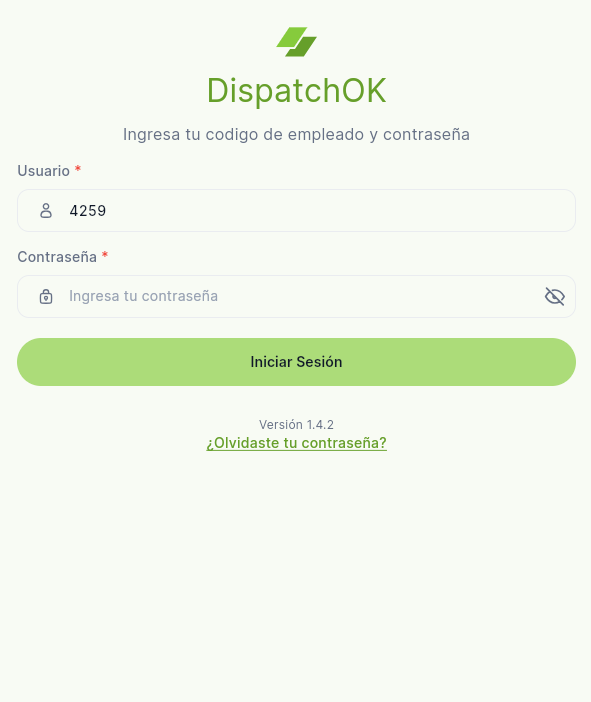 DispatchOK
Ingresa tu codigo de empleado y contraseña
Usuario *
4259
Contraseña *
Ingresa tu contraseña
Iniciar Sesión
Versión 1.4.2
¿Olvidaste tu contraseña?